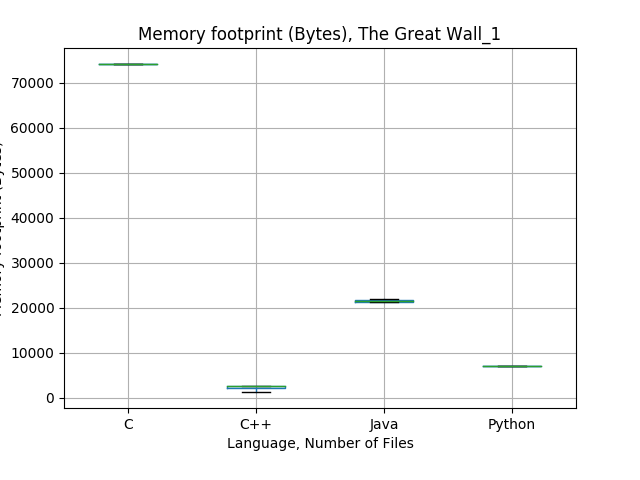 Memory footprint (Bytes), The Great Wall_1
70000
60000
50000
40000
30000
20000
10000
0
C C++ Java Python
Language, Number of Files